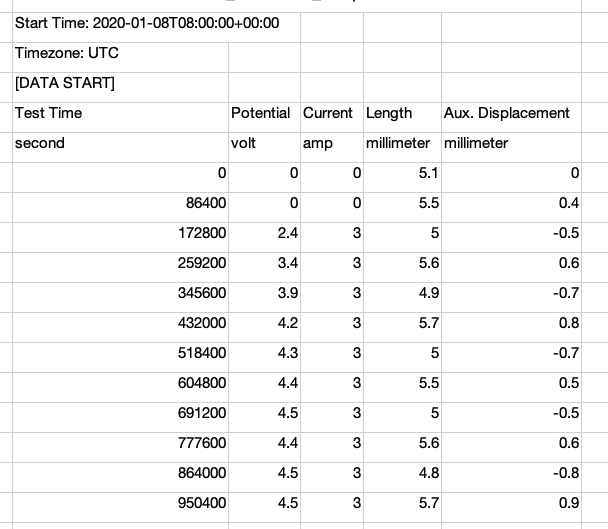 Start Time: 2020-01-08T08:00:00+00:00
Timezone: UTC
[DATA START]
Test Time Potential Current Length Aux. Displacement
second volt amp millimeter millimeter
0 0 0 5.1 0
86400 0 0 5.5 0.4
172800 2.4 3 5 -0.5
259200 3.4 3 5.6 0.6
345600 3.9 3 4.9 -0.7
432000 4.2 3 5.7 0.8
518400 4.3 3 5 -0.7
604800 4.4 3 5.5 0.5
691200 4.5 3 5 -0.5
777600 4.4 3 5.6 0.6
864000 4.5 3 4.8 -0.8
950400 4.5 3 5.7 0.9